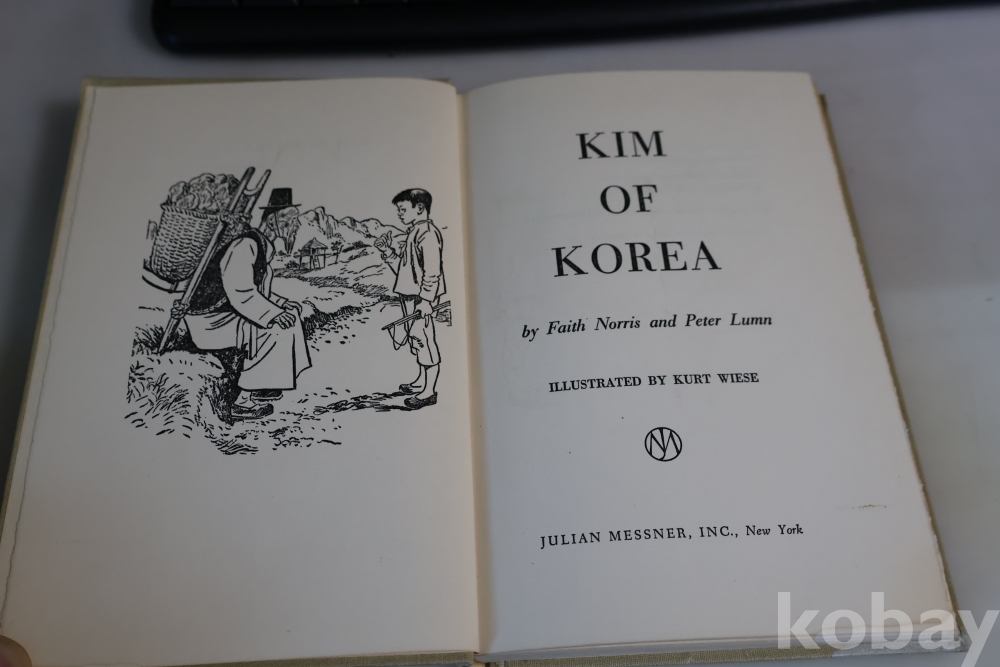 KIM
OF
KOREA
by Faith Norris and Peter Lumn
ILLUSTRATED BY KURT WIESE
JM
JULIAN MESSNER, INC., New York
kobay